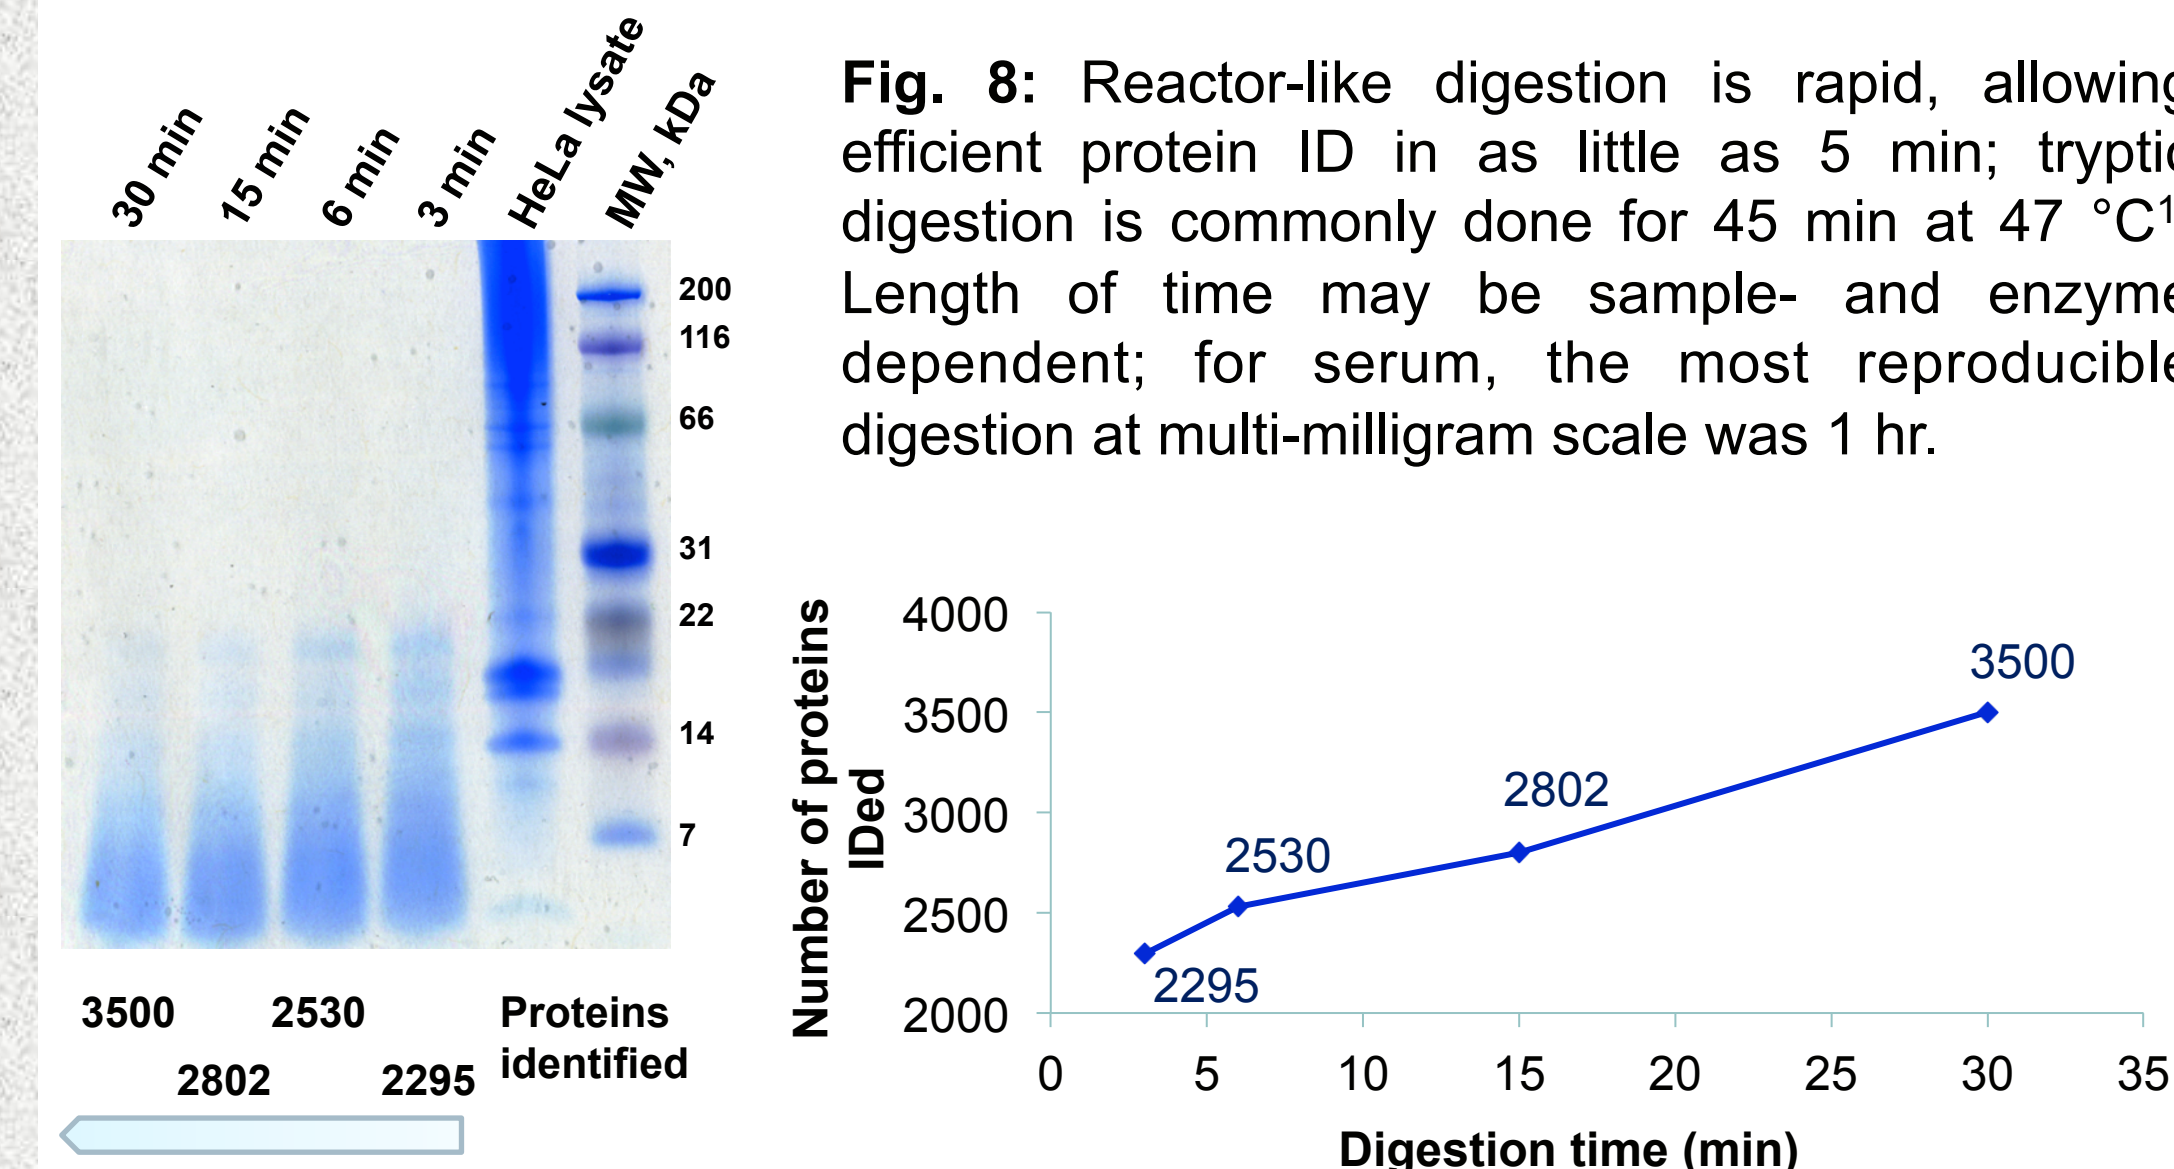 30 min
15 min
6 min
3 min
HeLa lysate
MW, kDa
200
116
66
31
22
14
7
3500
2530
2802
2295
Proteins
identified
Fig. 8: Reactor-like digestion is rapid, allowing
efficient protein ID in as little as 5 min; tryptic
digestion is commonly done for 45 min at 47 °C¹
Length of time may be sample- and enzyme
dependent; for serum, the most reproducible
digestion at multi-milligram scale was 1 hr.
Number of proteins
IDed
4000
3500
3000
2500
2000
3500
2802
2530
2295
0 5 10 15 20 25 30 35
Digestion time (min)